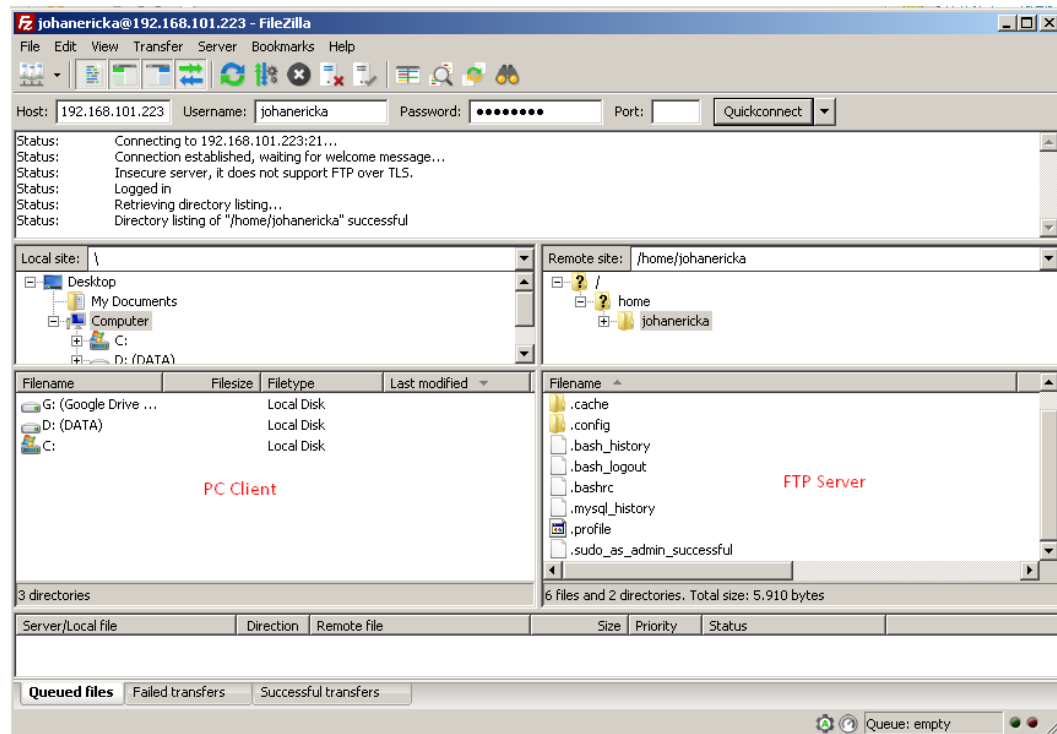 johanericka@192.168.101.223 - FileZilla
File Edit View Transfer Server Bookmarks Help
Host: 192.168.101.223 Username: johanericka Password: ●●●●●●●● Port: Quickconnect
Status: Connecting to 192.168.101.223:21...
Status: Connection established, waiting for welcome message...
Status: Insecure server, it does not support FTP over TLS.
Status: Logged in
Status: Retrieving directory listing...
Status: Directory listing of "/home/johanericka" successful
Local site: \
Desktop
My Documents
Computer
C:
D: (DATA)
Remote site: /home/johanericka
? /
? home
johanericka
Filename Filesize Filetype Last modified
G: (Google Drive ... Local Disk
D: (DATA) Local Disk
C: Local Disk
PC Client
3 directories
Filename
.cache
.config
.bash_history
.bash_logout
.bashrc
.mysql_history
.profile
.sudo_as_admin_successful
FTP Server
6 files and 2 directories. Total size: 5.910 bytes
Server/Local file Direction Remote file Size Priority Status
Queued files Failed transfers Successful transfers
Queue: empty